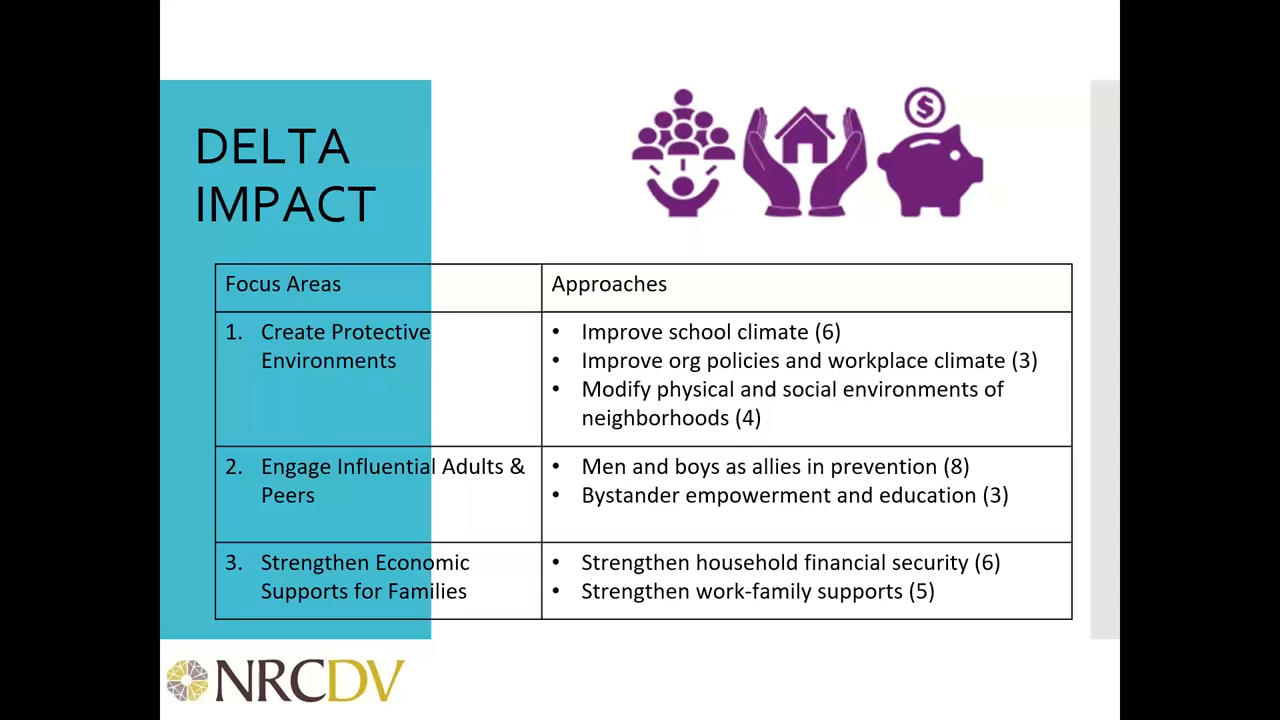 DELTA
IMPACT
$
Focus Areas
Approaches
1. Create Protective
Environments
• Improve school climate (6)
• Improve org policies and workplace climate (3)
• Modify physical and social environments of
neighborhoods (4)
2. Engage Influential Adults &
Peers
• Men and boys as allies in prevention (8)
• Bystander empowerment and education (3)
3. Strengthen Economic
Supports for Families
• Strengthen household financial security (6)
• Strengthen work-family supports (5)
NRCDV